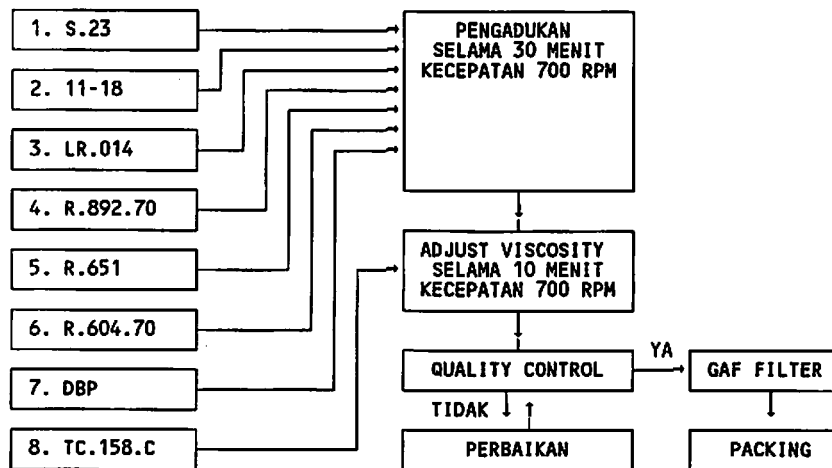 1. S.23
2. 11-18
3. LR.014
4. R.892.70
5. R.651
6. R.604.70
7. DBP
8. TC.158.C
PENGADUKAN
SELAMA 30 MENIT
KECEPATAN 700 RPM
ADJUST VISCOSITY
SELAMA 10 MENIT
KECEPATAN 700 RPM
QUALITY CONTROL
YA
GAF FILTER
TIDAK
PERBAIKAN
PACKING